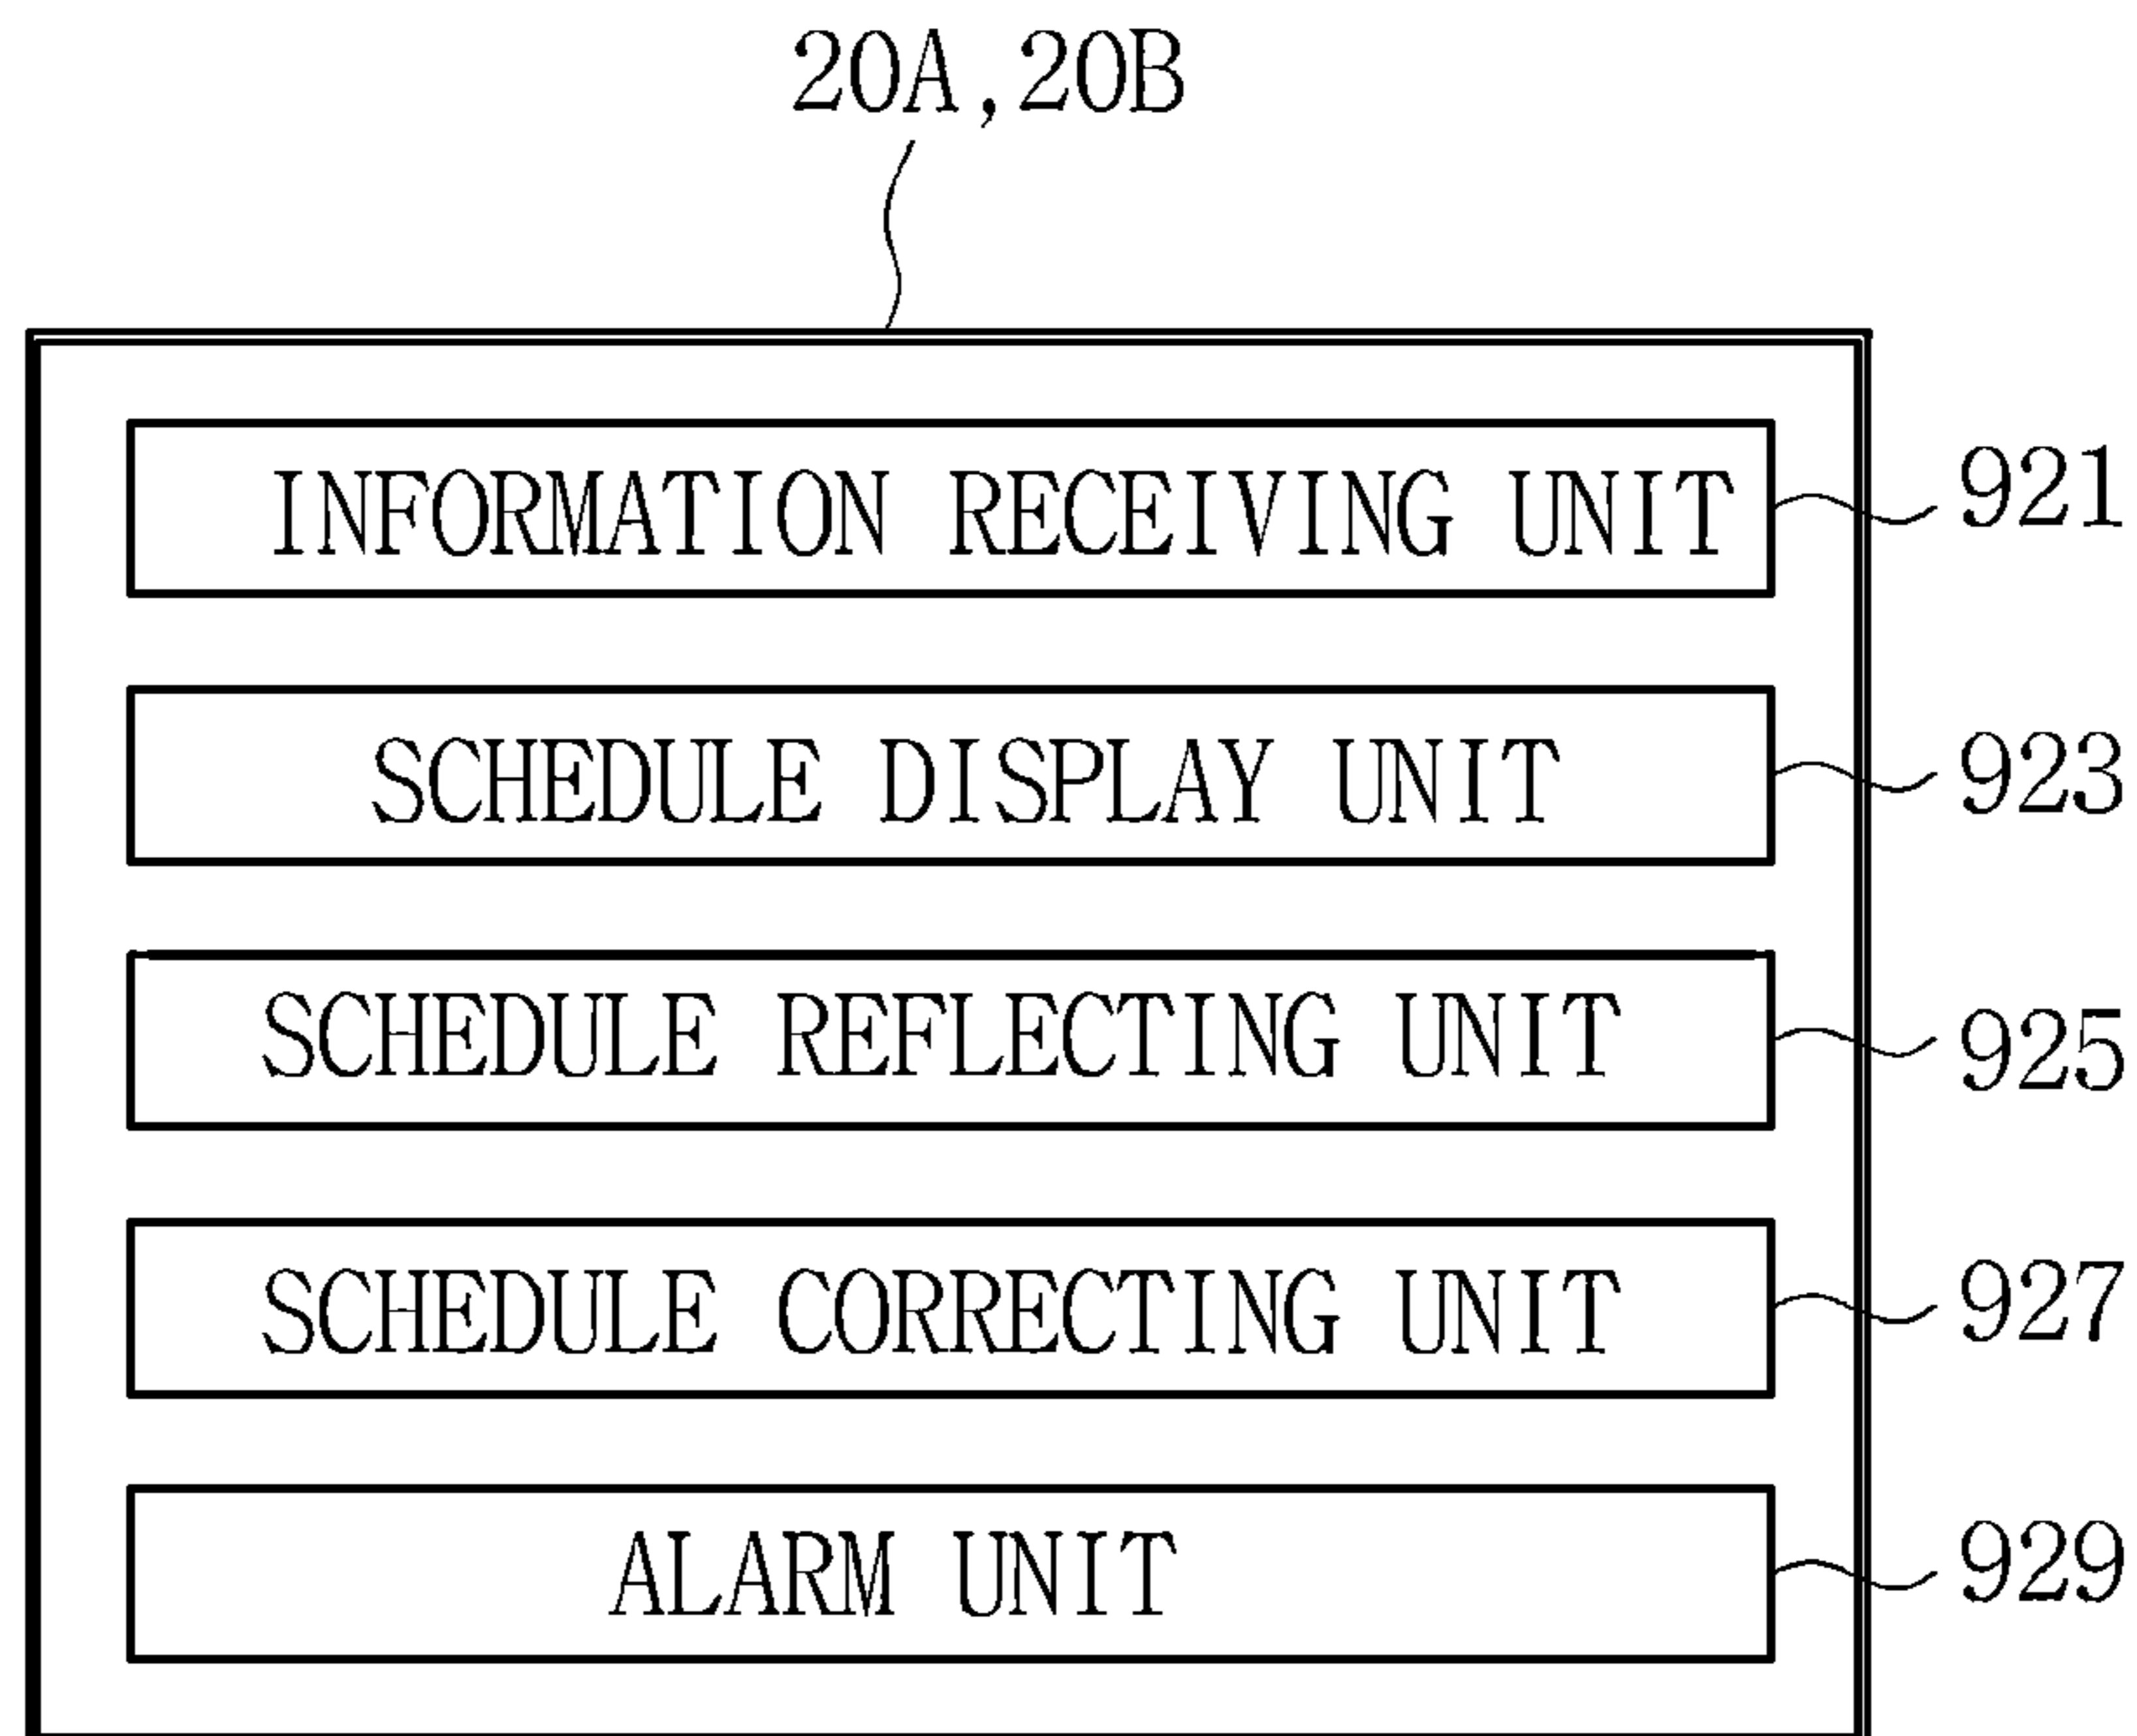 20A,20B
INFORMATION RECEIVING UNIT 921
SCHEDULE DISPLAY UNIT 923
SCHEDULE REFLECTING UNIT 925
SCHEDULE CORRECTING UNIT 927
ALARM UNIT 929